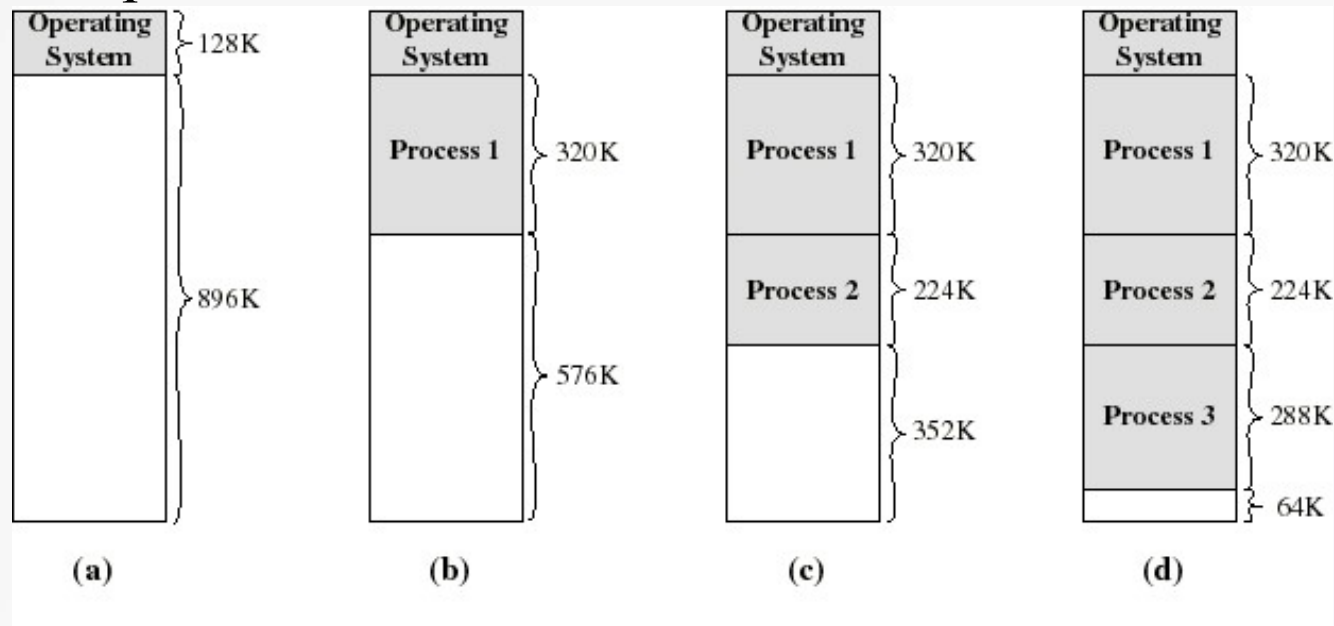 Operating
System
128K
896K
(a)
Operating
System
Process 1
320K
576K
(b)
Operating
System
Process 1
320K
Process 2
224K
352K
(c)
Operating
System
Process 1
320K
Process 2
224K
Process 3
288K
64K
(d)